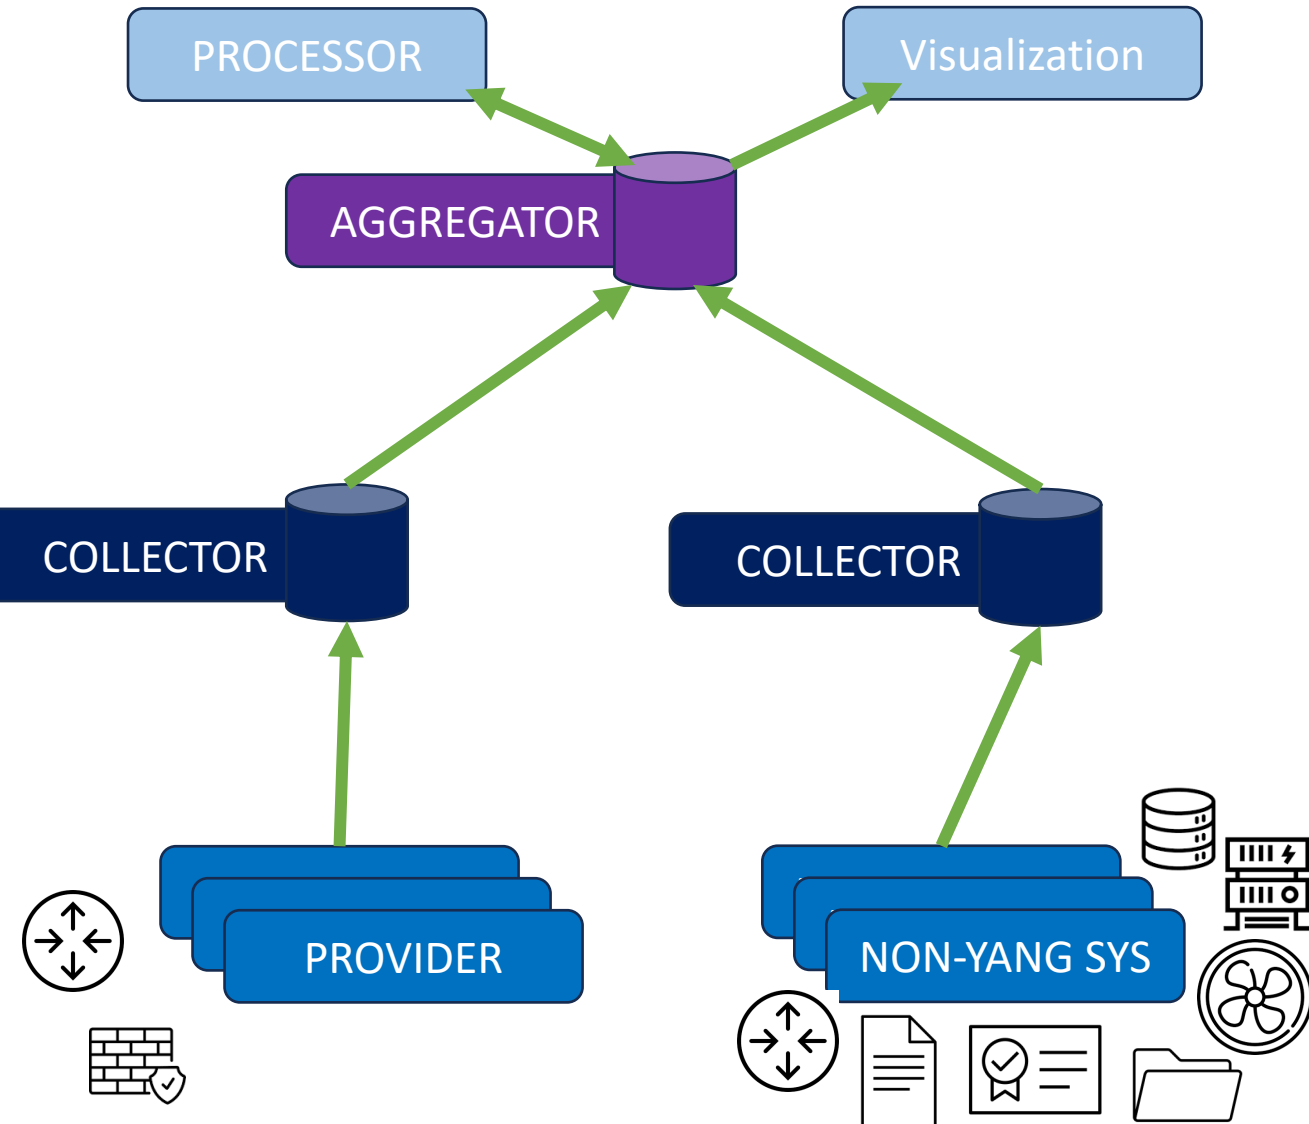 PROCESSOR
Visualization
AGGREGATOR
COLLECTOR
COLLECTOR
PROVIDER
NON-YANG SYS